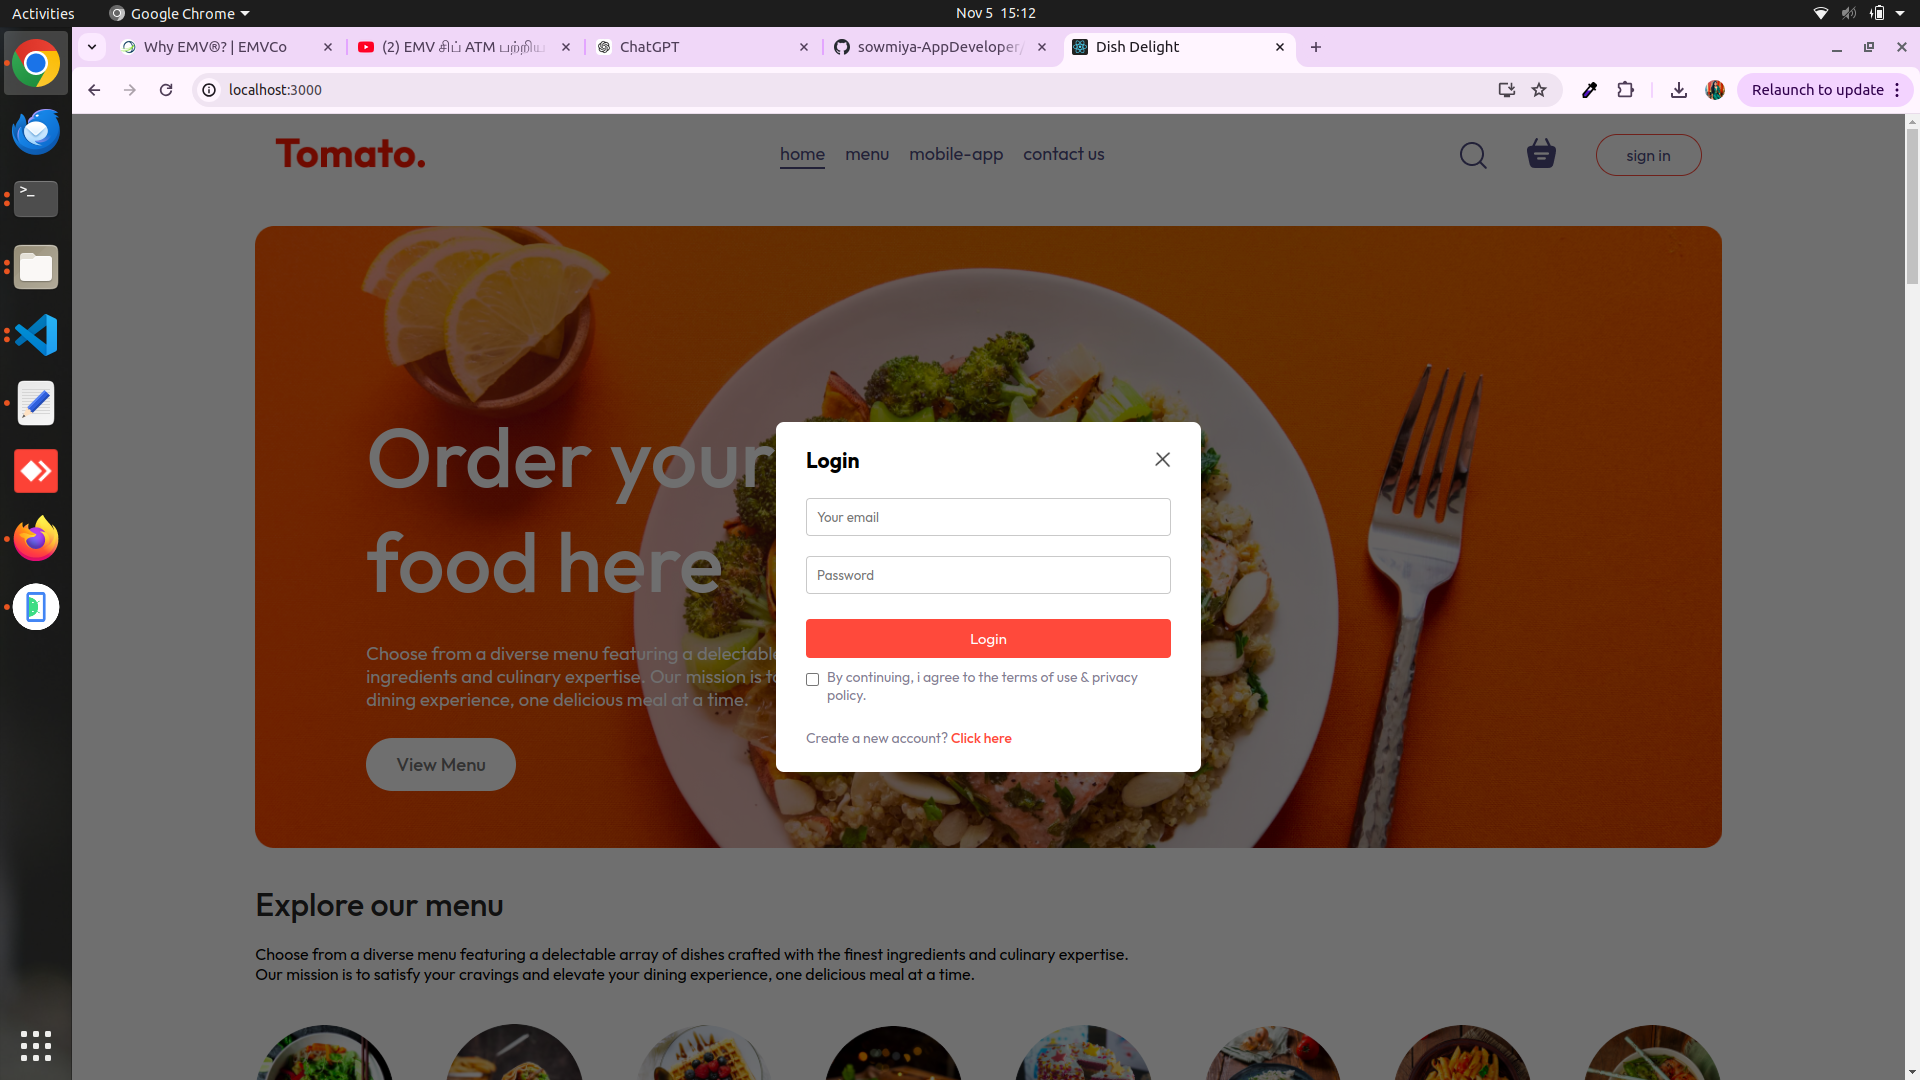 Activities
Google Chrome
Nov 5 15:12
Why EMV®? | EMVCo
(2) EMV சிப் ATM பற்றிய
ChatGPT
sowmiya-AppDeveloper/
Dish Delight
localhost:3000
Relaunch to update
Tomato.
home
menu
mobile-app
contact us
sign in
Order your
food here
Choose from a diverse menu featuring a delectable
ingredients and culinary expertise. Our mission is to
dining experience, one delicious meal at a time.
View Menu
Login
Your email
Password
Login
By continuing, i agree to the terms of use & privacy
policy.
Create a new account? Click here
Explore our menu
Choose from a diverse menu featuring a delectable array of dishes crafted with the finest ingredients and culinary expertise.
Our mission is to satisfy your cravings and elevate your dining experience, one delicious meal at a time.